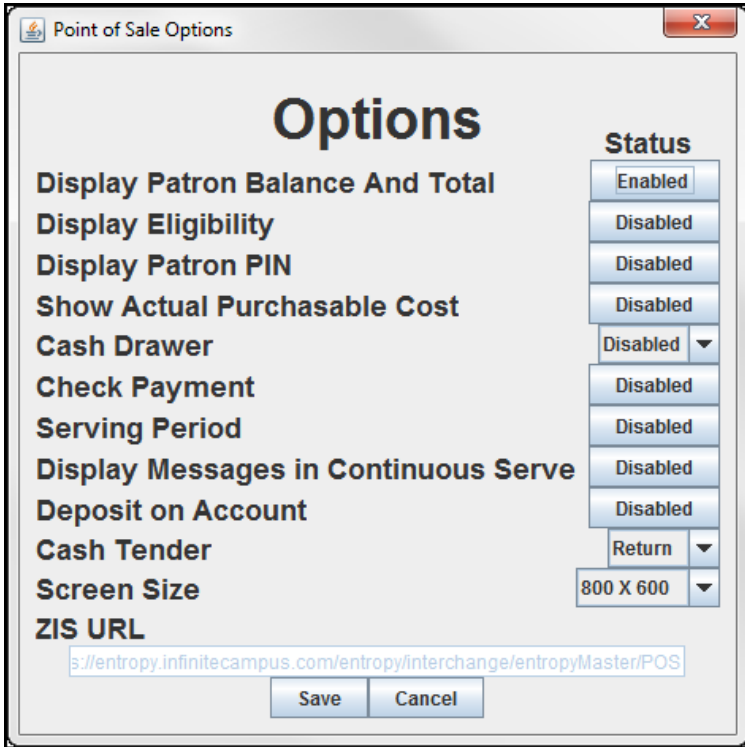 Point of Sale Options
Options
Status
Display Patron Balance And Total Enabled
Display Eligibility Disabled
Display Patron PIN Disabled
Show Actual Purchasable Cost Disabled
Cash Drawer Disabled
Check Payment Disabled
Serving Period Disabled
Display Messages in Continuous Serve Disabled
Deposit on Account Disabled
Cash Tender Return
Screen Size 800 X 600
ZIS URL
s://entropy.infinitecampus.com/entropy/interchange/entropyMaster/POS
Save Cancel